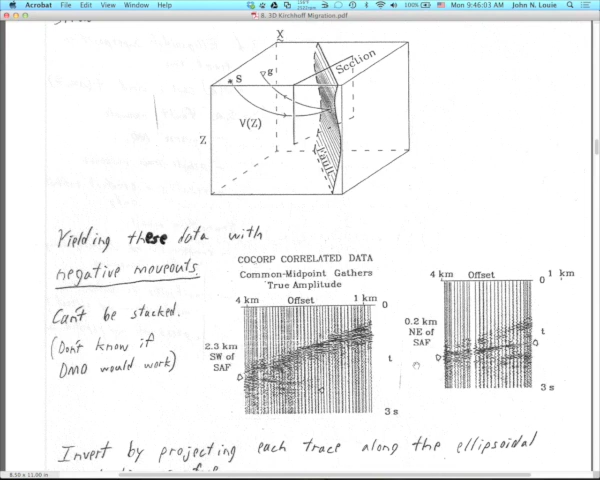 Acrobat File Edit View Window Help
100% Mon 9:46:03 AM John N. Louie
8. 3D Kirchhoff Migration.pdf
X
S
g
Section
V(Z)
Z
Fault
Yielding these data with
negative moveouts.
Can't be stacked.
(Don't know if
DMO would work)
COCORP CORRELATED DATA
Common-Midpoint Gathers
True Amplitude
4 km Offset 1 km
0
2.3 km
SW of
SAF
t
3 s
4 km Offset 1 km
0
0.2 km
NE of
SAF
t
3 s
Invert by projecting each trace along the ellipsoidal
8.50 x 11.00 in